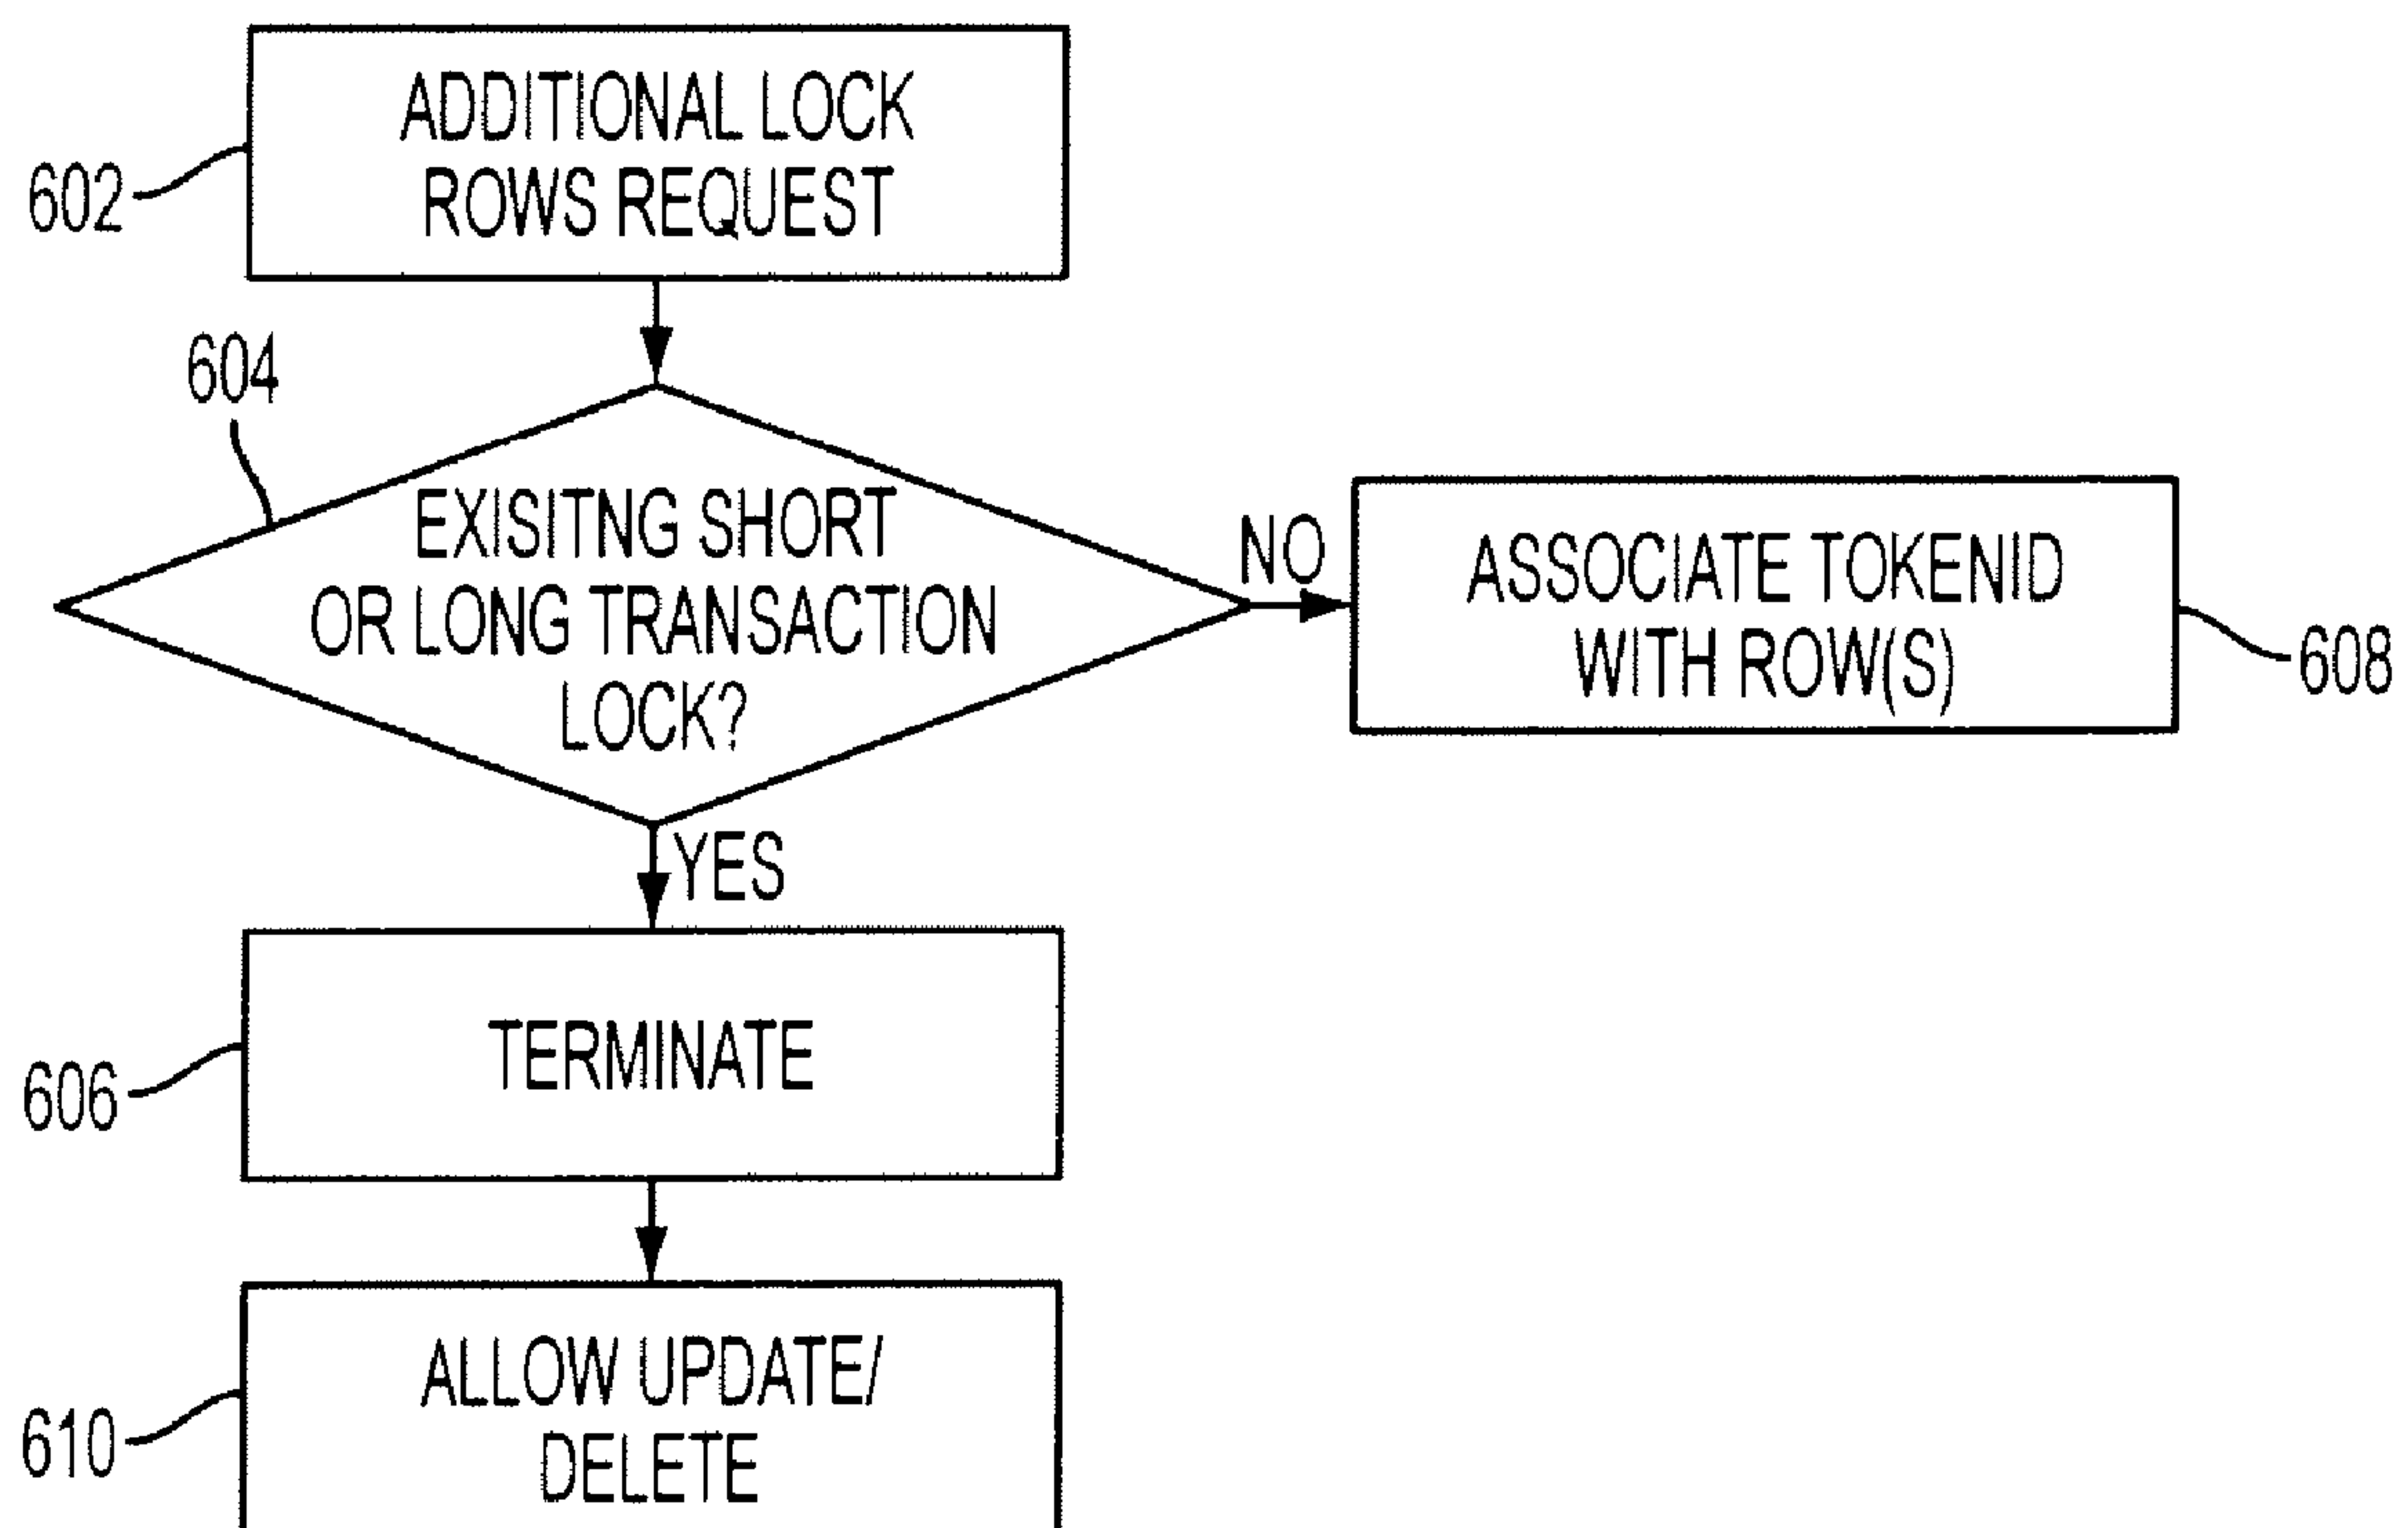 ADDITIONAL LOCK
ROWS REQUEST
602
604
EXISITNG SHORT
OR LONG TRANSACTION
LOCK?
NO
ASSOCIATE TOKENID
WITH ROW(S)
608
YES
TERMINATE
606
ALLOW UPDATE/
DELETE
610